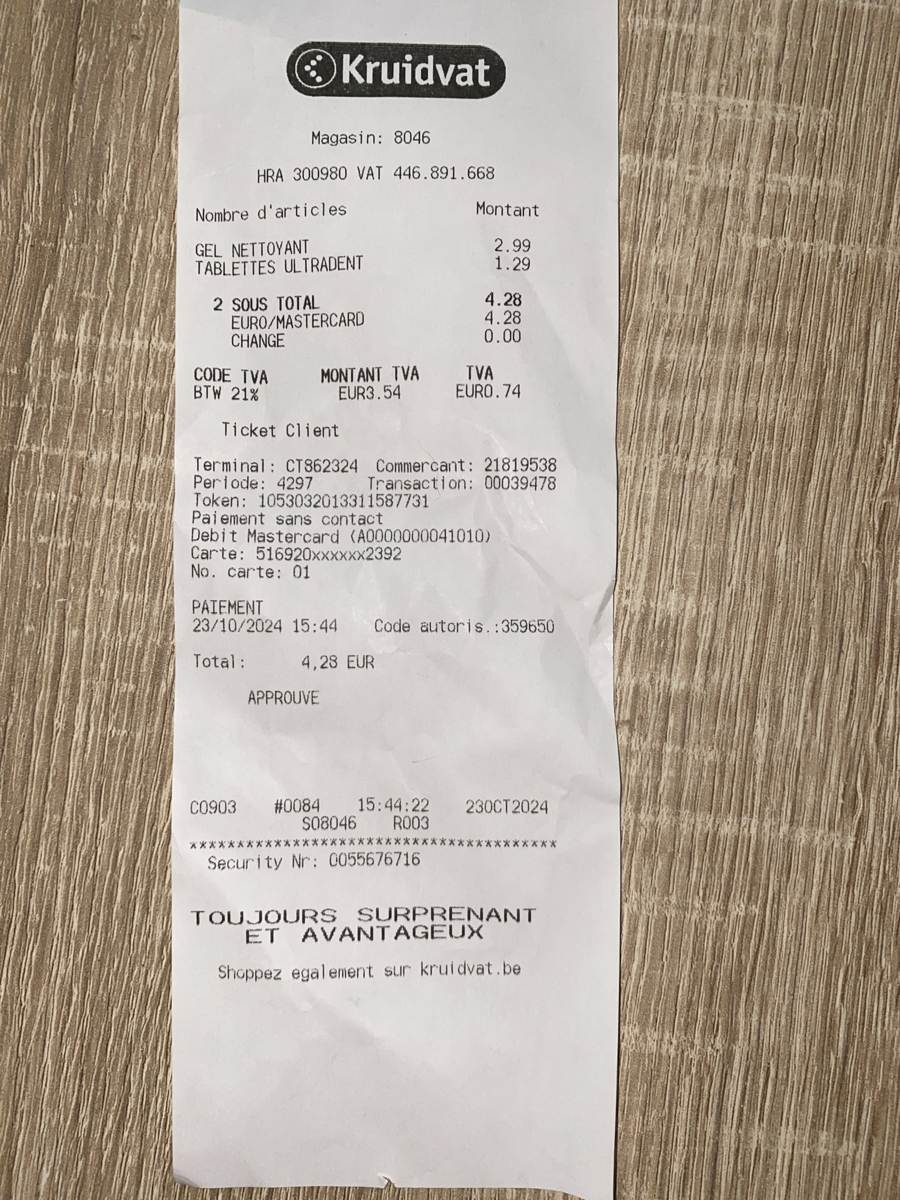 Kruidvat
Magasin: 8046
HRA 300980 VAT 446.891.668
Nombre d'articles Montant
GEL NETTOYANT 2.99
TABLETTES ULTRADENT 1.29
2 SOUS TOTAL 4.28
EURO/MASTERCARD 4.28
CHANGE 0.00
CODE TVA MONTANT TVA TVA
BTW 21% EUR3.54 EUR0.74
Ticket Client
Terminal: CT862324 Commercant: 21819538
Periode: 4297 Transaction: 00039478
Token: 1053032013311587731
Paiement sans contact
Debit Mastercard (A0000000041010)
Carte: 516920xxxxxx2392
No. carte: 01
PAIEMENT
23/10/2024 15:44 Code autoris.:359650
Total: 4,28 EUR
APPROUVE
C0903 #0084 15:44:22 23OCT2024
S08046 R003
****************************************
Security Nr: 0055676716
TOUJOURS SURPRENANT
ET AVANTAGEUX
Shoppez egalement sur kruidvat.be